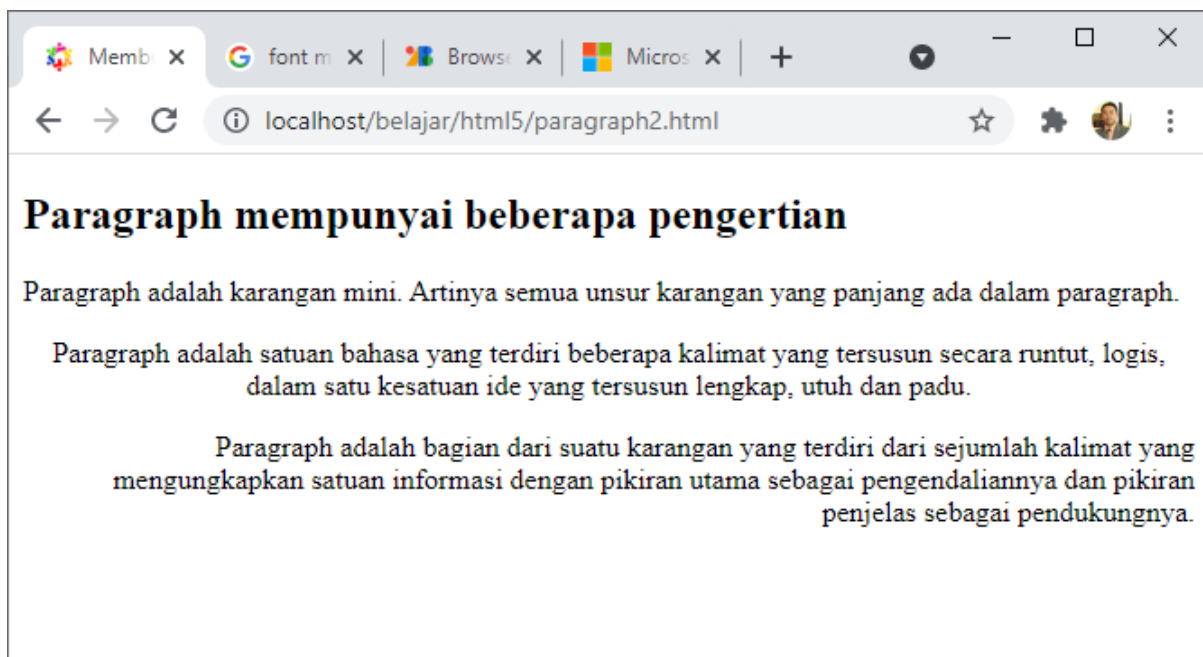 Memb
font m
Browse
Micros
localhost/belajar/html5/paragraph2.html
Paragraph mempunyai beberapa pengertian
Paragraph adalah karangan mini. Artinya semua unsur karangan yang panjang ada dalam paragraph.
Paragraph adalah satuan bahasa yang terdiri beberapa kalimat yang tersusun secara runtut, logis,
dalam satu kesatuan ide yang tersusun lengkap, utuh dan padu.
Paragraph adalah bagian dari suatu karangan yang terdiri dari sejumlah kalimat yang
mengungkapkan satuan informasi dengan pikiran utama sebagai pengendaliannya dan pikiran
penjelas sebagai pendukungnya.